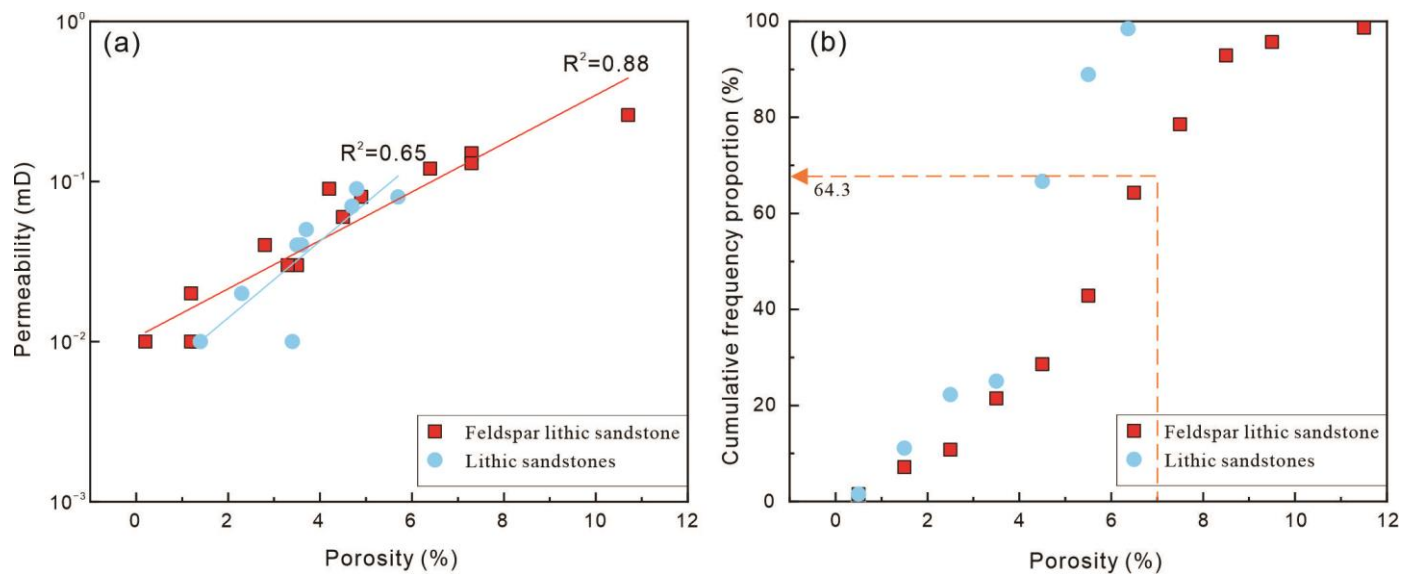 (a)
R²=0.88
R²=0.65
10⁰
10⁻¹
10⁻²
10⁻³
Permeability (mD)
Feldspar lithic sandstone
Lithic sandstones
0 2 4 6 8 10 12
Porosity (%)
(b)
100
80
60
40
20
0
Cumulative frequency proportion (%)
64.3
Feldspar lithic sandstone
Lithic sandstones
0 2 4 6 8 10 12
Porosity (%)